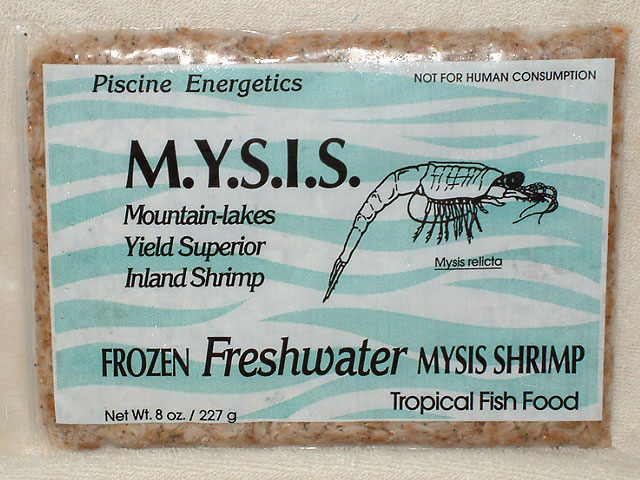 Piscine Energetics
NOT FOR HUMAN CONSUMPTION
M.Y.S.I.S.
Mountain-lakes
Yield Superior
Inland Shrimp
Mysis relicta
FROZEN Freshwater MYSIS SHRIMP
Tropical Fish Food
Net Wt. 8 oz. / 227 g